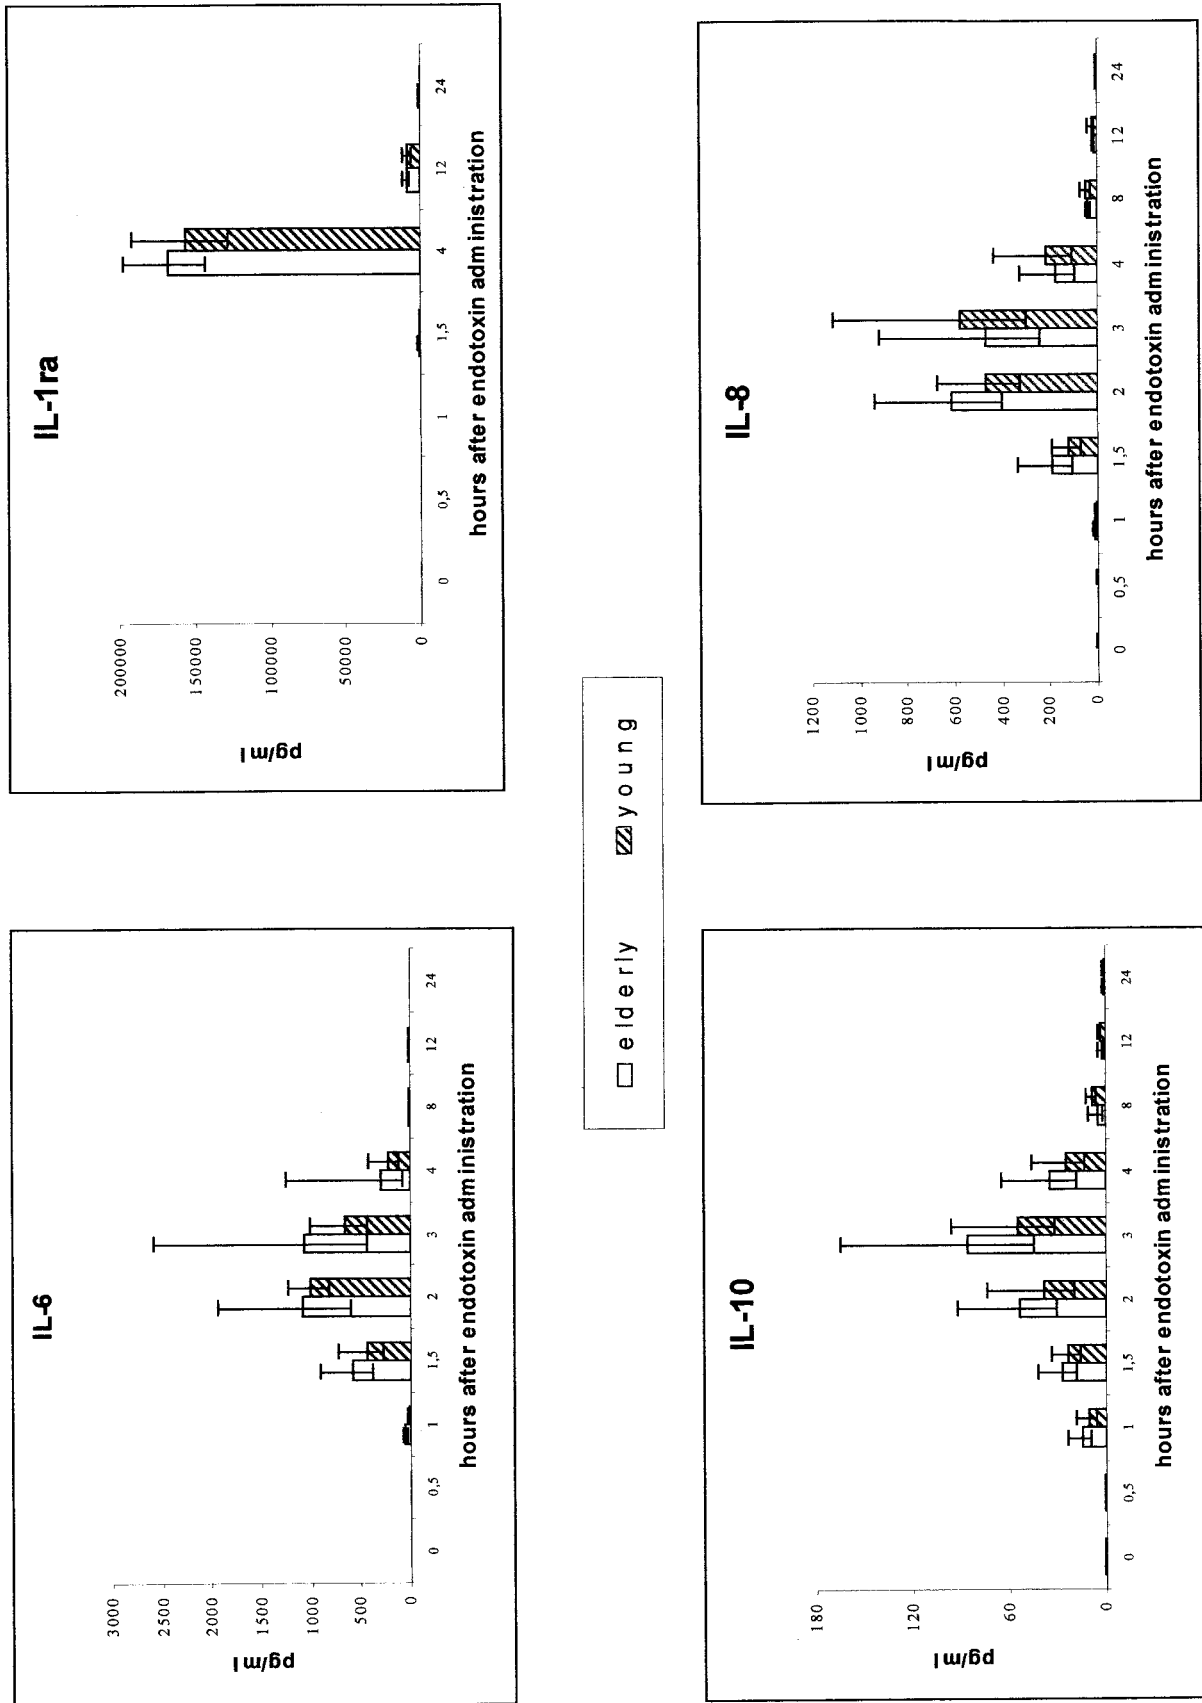 IL-6
pg/ml
3000
2500
2000
1500
1000
500
0
0 0,5 1 1,5 2 3 4 8 12 24
hours after endotoxin administration
IL-1ra
pg/ml
200000
150000
100000
50000
0
0 0,5 1 1,5 4 12 24
hours after endotoxin administration
elderly young
IL-10
pg/ml
180
120
60
0
0 0,5 1 1,5 2 3 4 8 12 24
hours after endotoxin administration
IL-8
pg/ml
1200
1000
800
600
400
200
0
0 0,5 1 1,5 2 3 4 8 12 24
hours after endotoxin administration